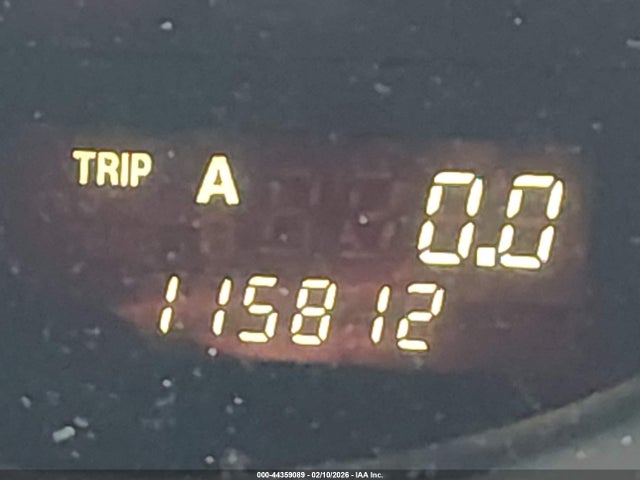 TRIP A 0.0
115812
000-44359089 - 02/10/2026 - IAA Inc.